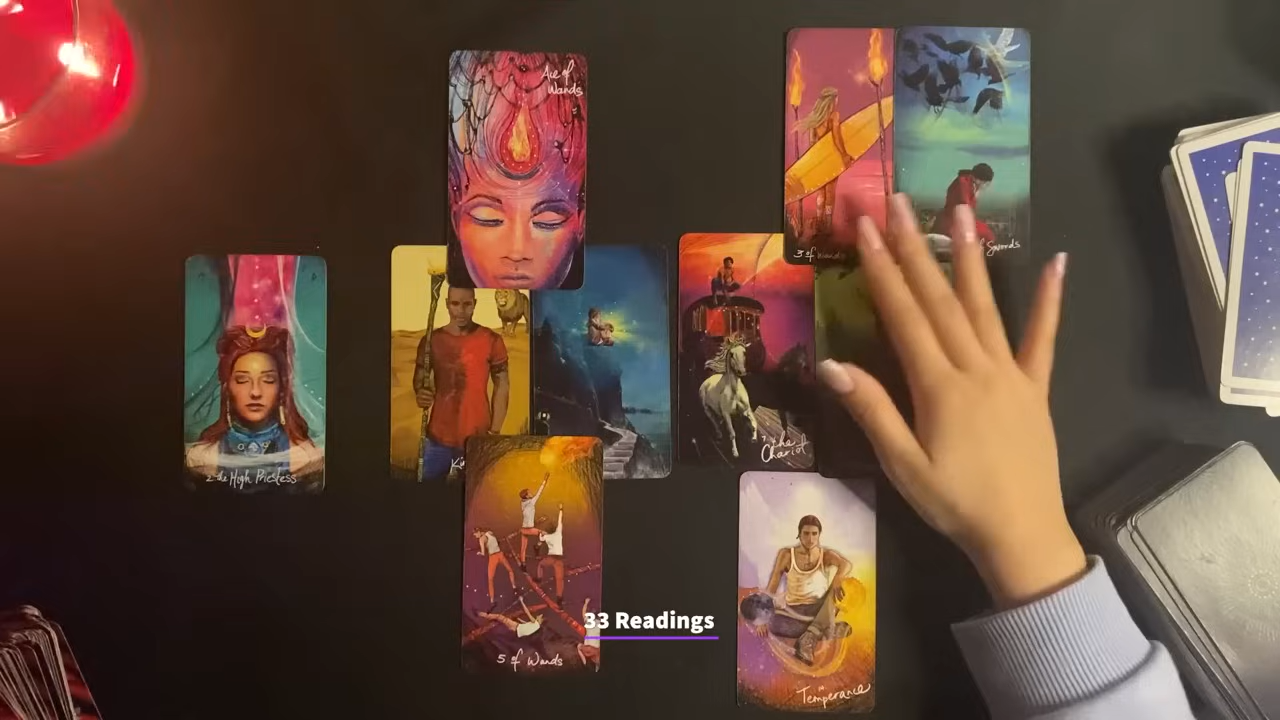 Ace of
Wands
3 of Wands
Swords
2 the High Priestess
Ki
7 the
Chariot
33 Readings
5 of Wands
Temperance